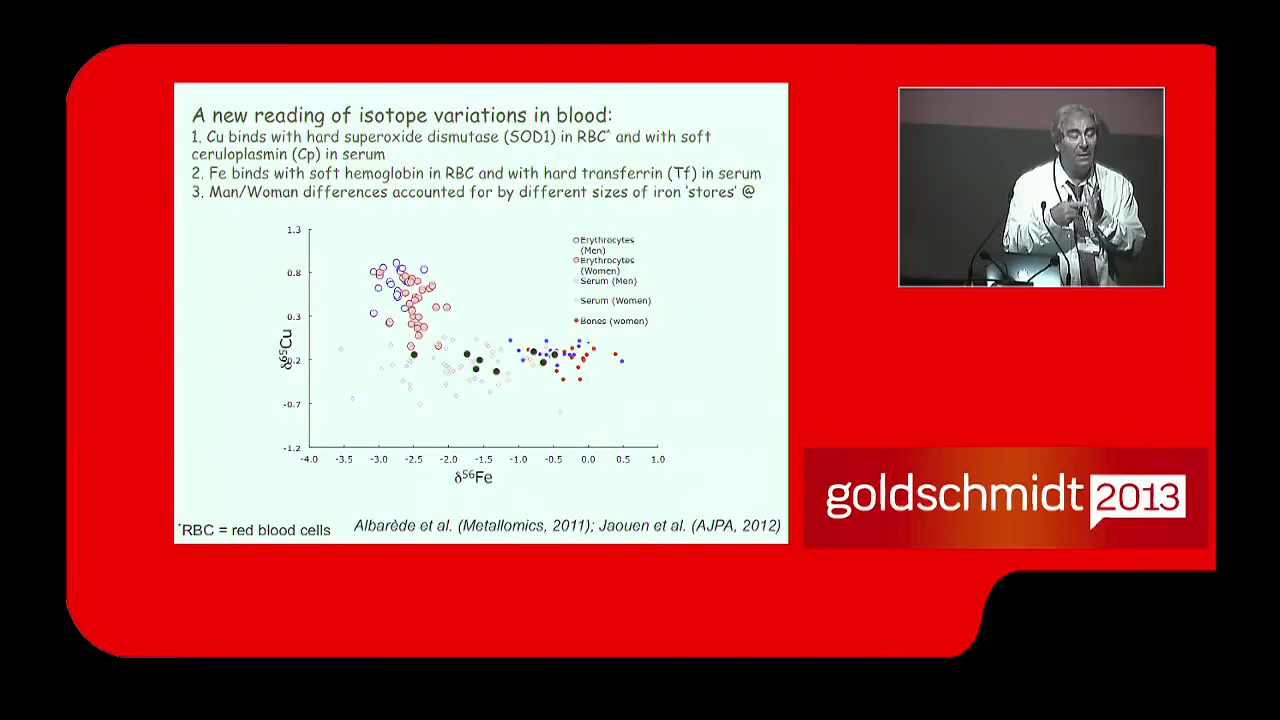 A new reading of isotope variations in blood:
1. Cu binds with hard superoxide dismutase (SOD1) in RBC* and with soft
ceruloplasmin (Cp) in serum
2. Fe binds with soft hemoglobin in RBC and with hard transferrin (Tf) in serum
3. Man/Woman differences accounted for by different sizes of iron 'stores' @
1.3
0.8
0.3
-0.2
-0.7
-1.2
δ65Cu
Erythrocytes
(Men)
Erythrocytes
(Women)
Serum (Men)
Serum (Women)
Bones (women)
-4.0 -3.5 -3.0 -2.5 -2.0 -1.5 -1.0 -0.5 0.0 0.5 1.0
δ56Fe
*RBC = red blood cells
Albarède et al. (Metallomics, 2011); Jaouen et al. (AJPA, 2012)
goldschmidt 2013